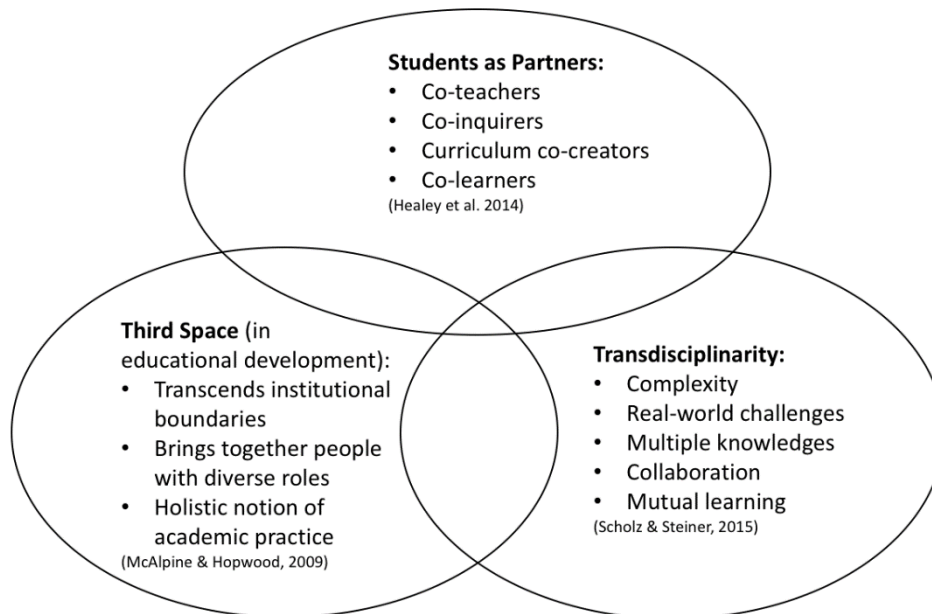 Students as Partners:
• Co-teachers
• Co-inquirers
• Curriculum co-creators
• Co-learners
(Healey et al. 2014)
Third Space (in
educational development):
• Transcends institutional
boundaries
• Brings together people
with diverse roles
• Holistic notion of
academic practice
(McAlpine & Hopwood, 2009)
Transdisciplinarity:
• Complexity
• Real-world challenges
• Multiple knowledges
• Collaboration
• Mutual learning
(Scholz & Steiner, 2015)